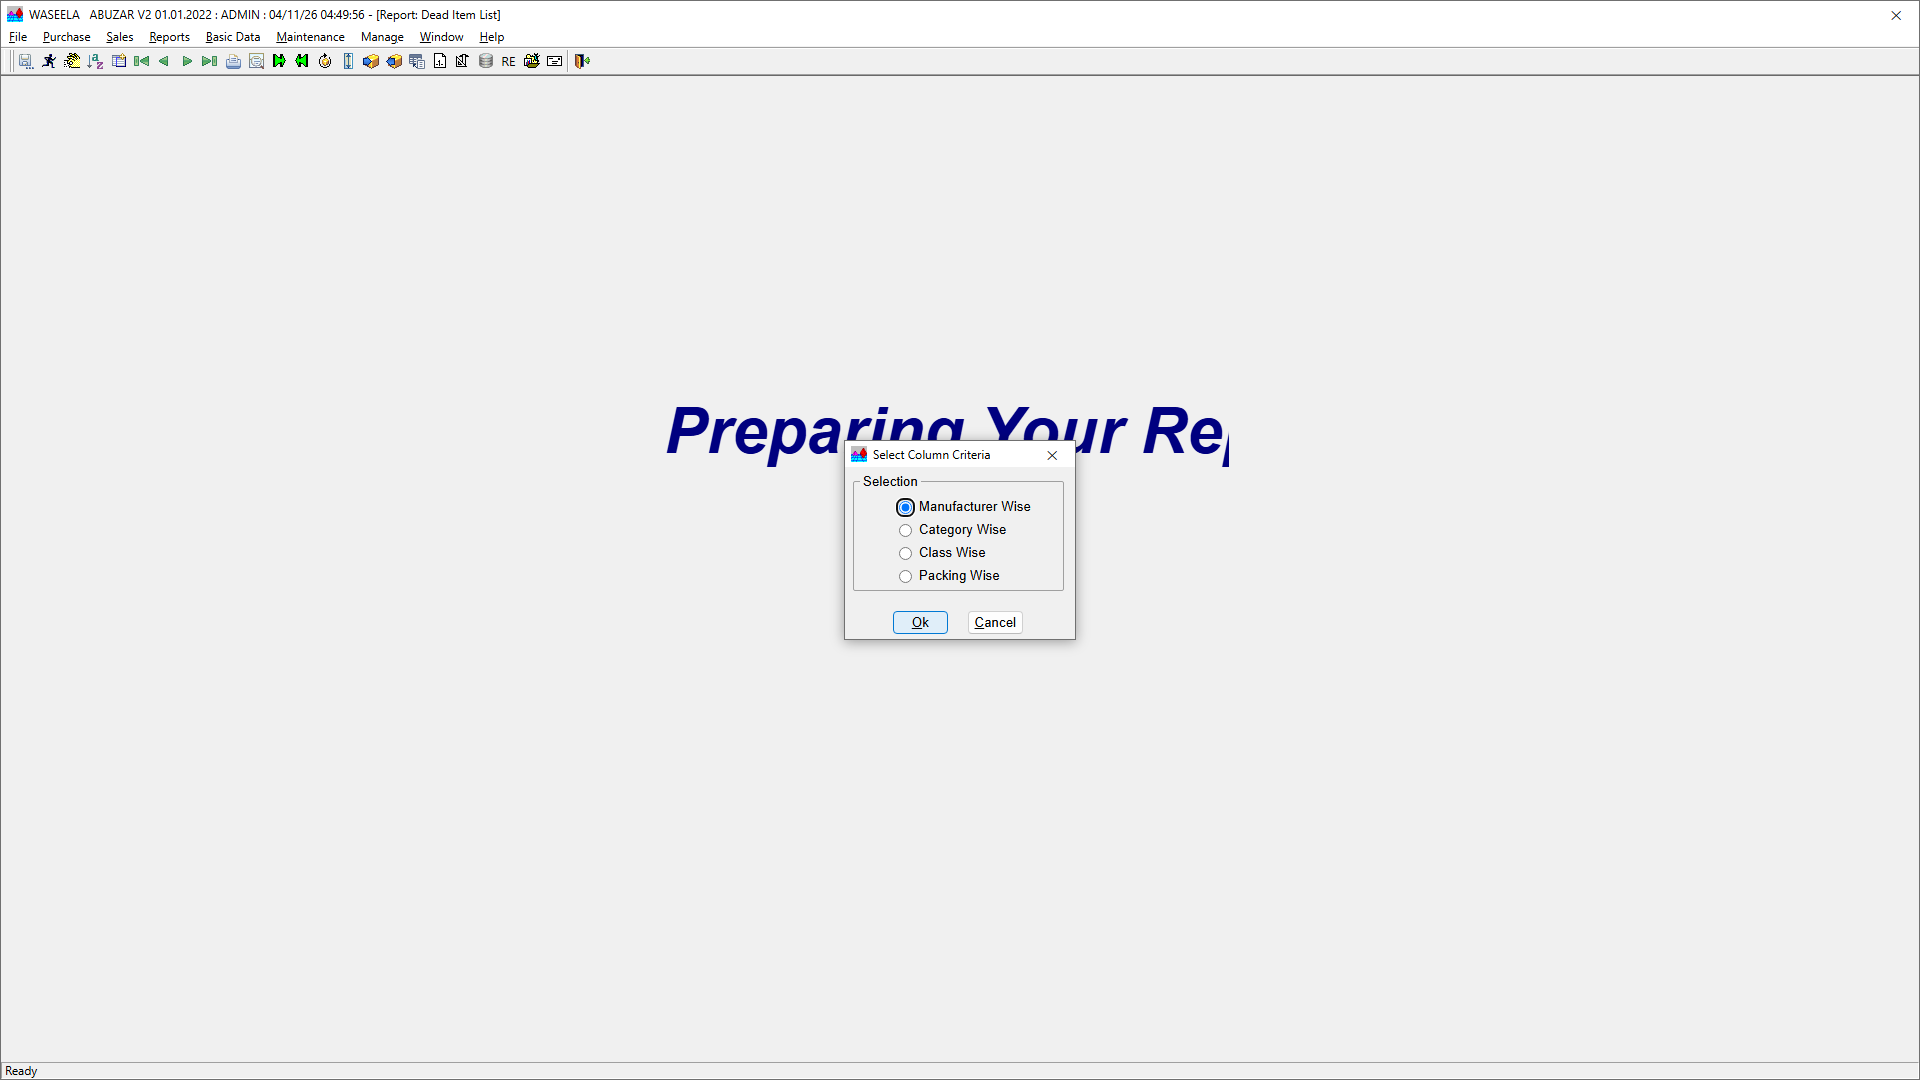 WASEELA   ABUZAR V2 01.01.2022 : ADMIN : 04/11/26 04:49:56 - [Report: Dead Item List]
File Purchase Sales Reports Basic Data Maintenance Manage Window Help
RE
Preparing Your Rep
Select Column Criteria
Selection
Manufacturer Wise
Category Wise
Class Wise
Packing Wise
Ok Cancel
Ready